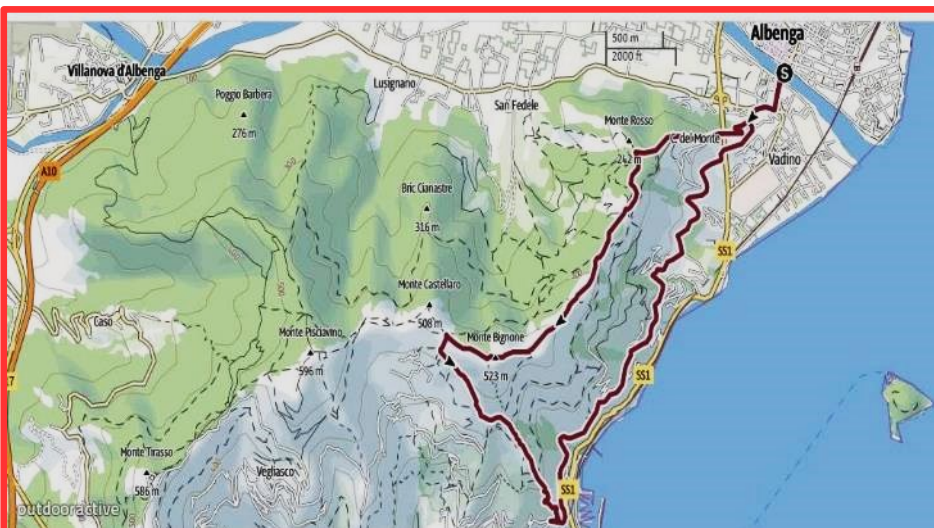 Albenga
500 m
2000 ft
S
Villanova d'Albenga
Lusignano
Poggio Barbera
276 m
San Fedele
Monte Rosso
242 m
C. del Monte
Vadino
A10
Bric Cianastre
316 m
SS1
Monte Castellaro
508 m
Caso
Monte Pisciavino
596 m
Monte Bignone
523 m
SS1
Monte Tirasso
586 m
Vegliasco
SS1
outdooractive